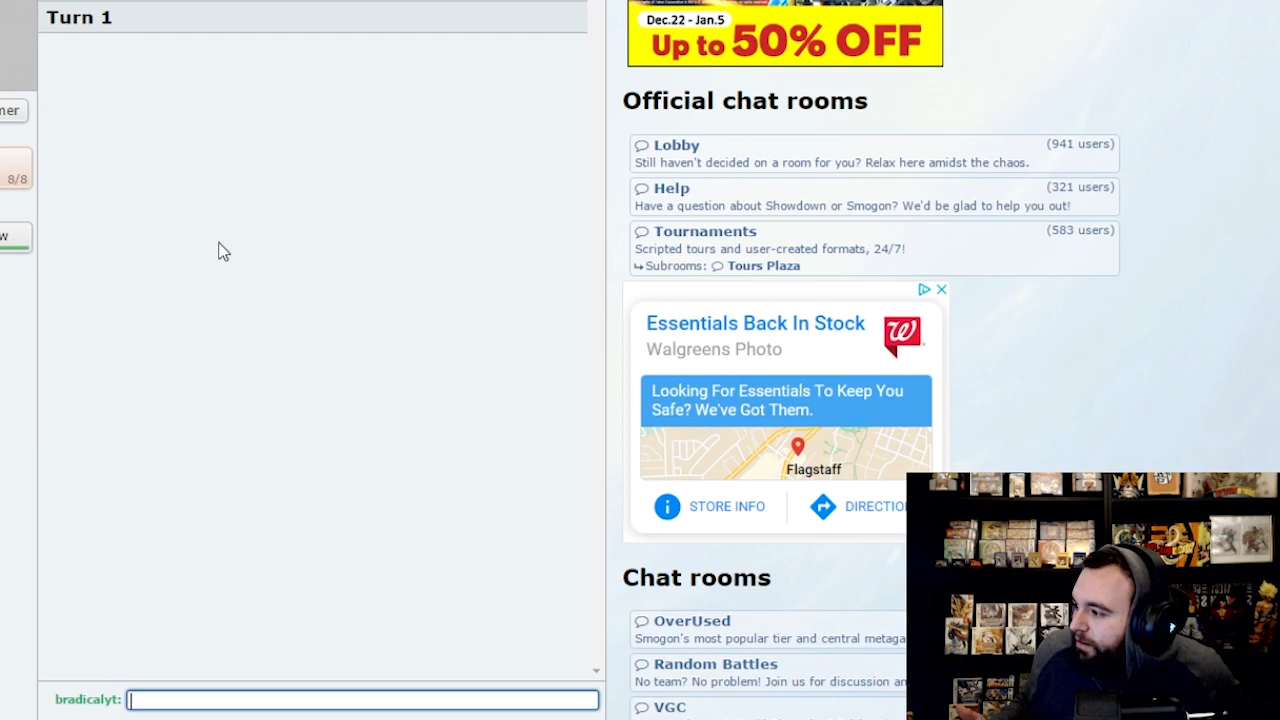 Turn 1
mer
8/8
w
bradicalyt:
Dec.22 - Jan.5
Up to 50% OFF
Official chat rooms
Lobby (941 users)
Still haven't decided on a room for you? Relax here amidst the chaos.
Help (321 users)
Have a question about Showdown or Smogon? We'd be glad to help you out!
Tournaments (583 users)
Scripted tours and user-created formats, 24/7!
↳Subrooms: Tours Plaza
Essentials Back In Stock
Walgreens Photo
W
Looking For Essentials To Keep You
Safe? We've Got Them.
Flagstaff
STORE INFO
DIRECTIO
Chat rooms
OverUsed
Smogon's most popular tier and central metaga
Random Battles
No team? No problem! Join us for discussion an
VGC